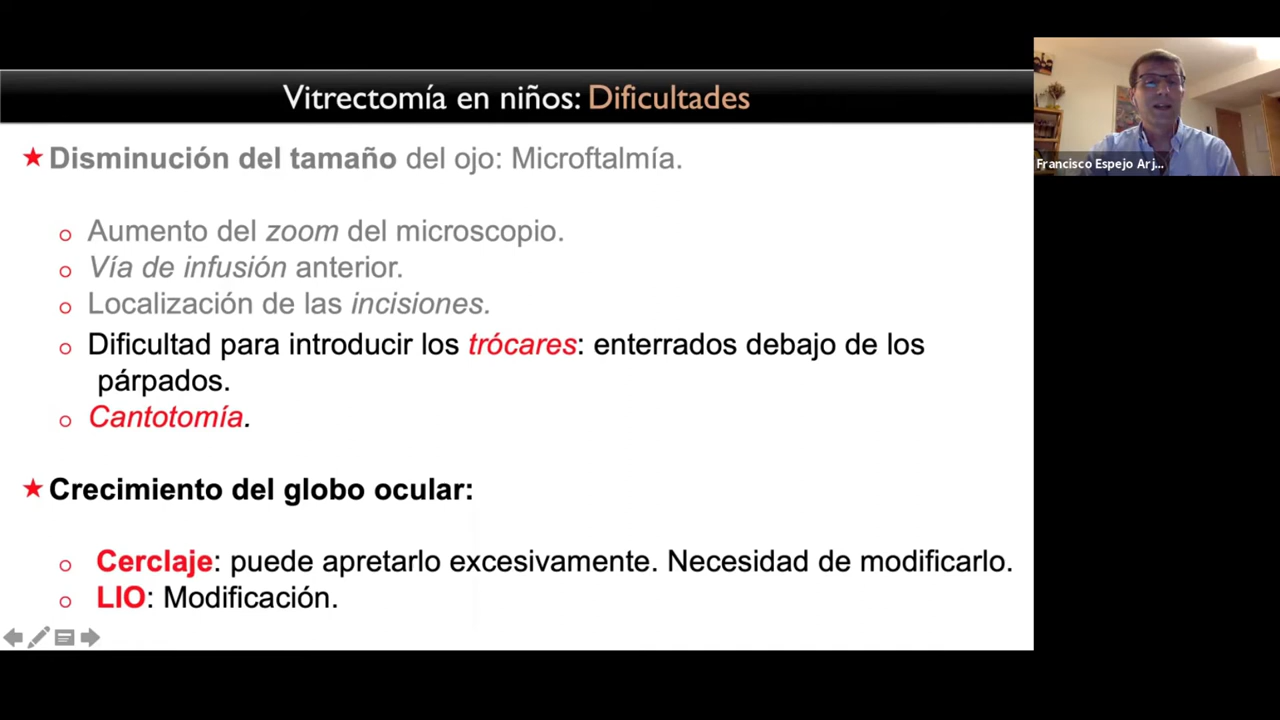 Vitrectomía en niños: Dificultades
Francisco Espejo Arj...
★ Disminución del tamaño del ojo: Microftalmía.
o Aumento del zoom del microscopio.
o Vía de infusión anterior.
o Localización de las incisiones.
o Dificultad para introducir los trócares: enterrados debajo de los
párpados.
o Cantotomía.
★ Crecimiento del globo ocular:
o Cerclaje: puede apretarlo excesivamente. Necesidad de modificarlo.
o LIO: Modificación.